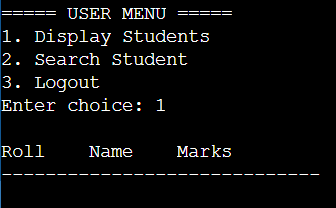 ===== USER MENU =====
1. Display Students
2. Search Student
3. Logout
Enter choice: 1
Roll    Name    Marks
-----------------------------